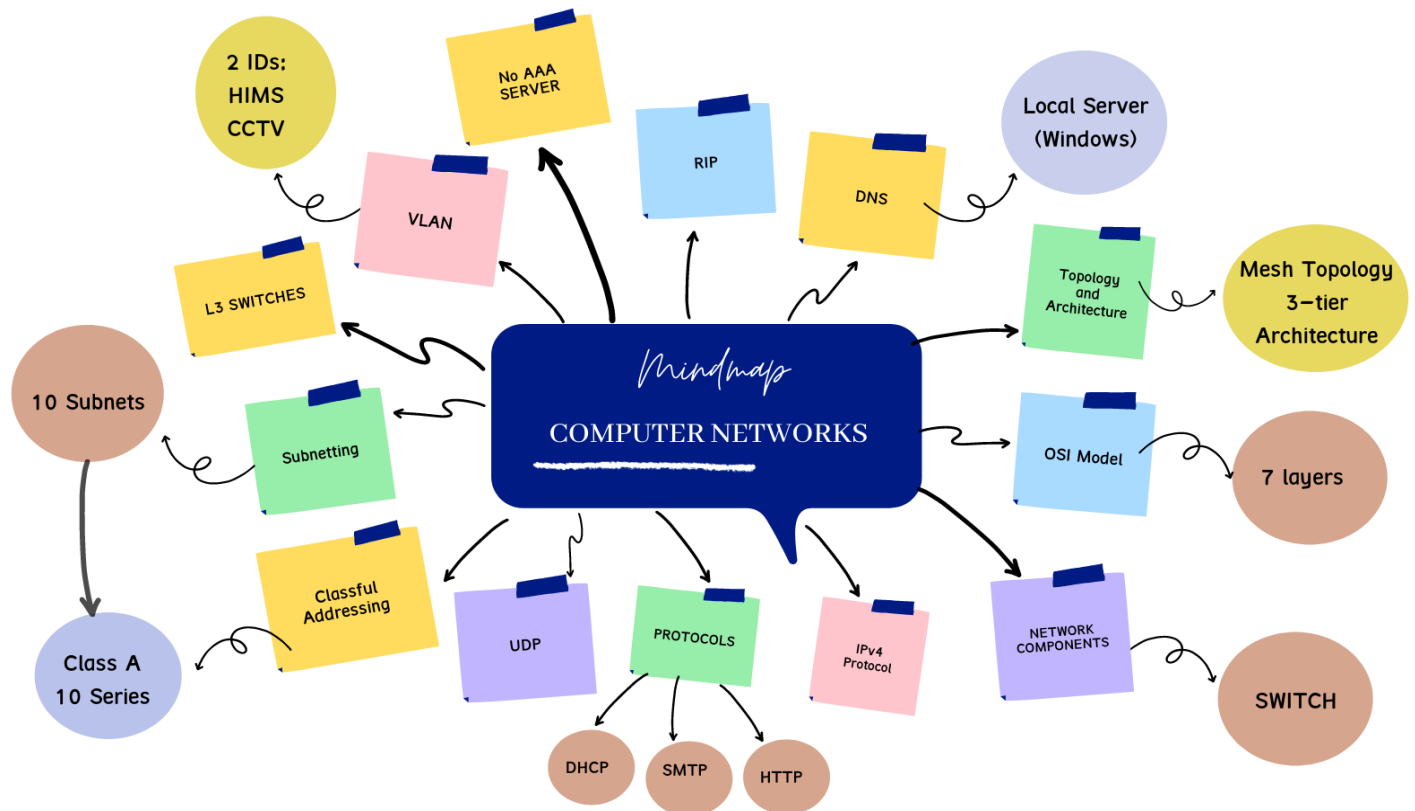 2 IDs:
HIMS
CCTV
No AAA
SERVER
RIP
DNS
Local Server
(Windows)
VLAN
L3 SWITCHES
Topology
and
Architecture
Mesh Topology
3-tier
Architecture
Mindmap
COMPUTER NETWORKS
10 Subnets
Subnetting
OSI Model
7 layers
Classful
Addressing
Class A
10 Series
UDP
PROTOCOLS
DHCP
SMTP
HTTP
IPv4
Protocol
NETWORK
COMPONENTS
SWITCH